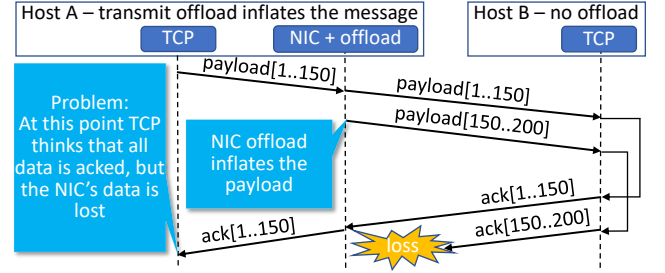 Host A – transmit offload inflates the message
Host B – no offload
TCP
NIC + offload
TCP
payload[1..150]
payload[1..150]
payload[150..200]
Problem:
At this point TCP
thinks that all
data is acked, but
the NIC's data is
lost
NIC offload
inflates the
payload
ack[1..150]
ack[150..200]
ack[1..150]
loss